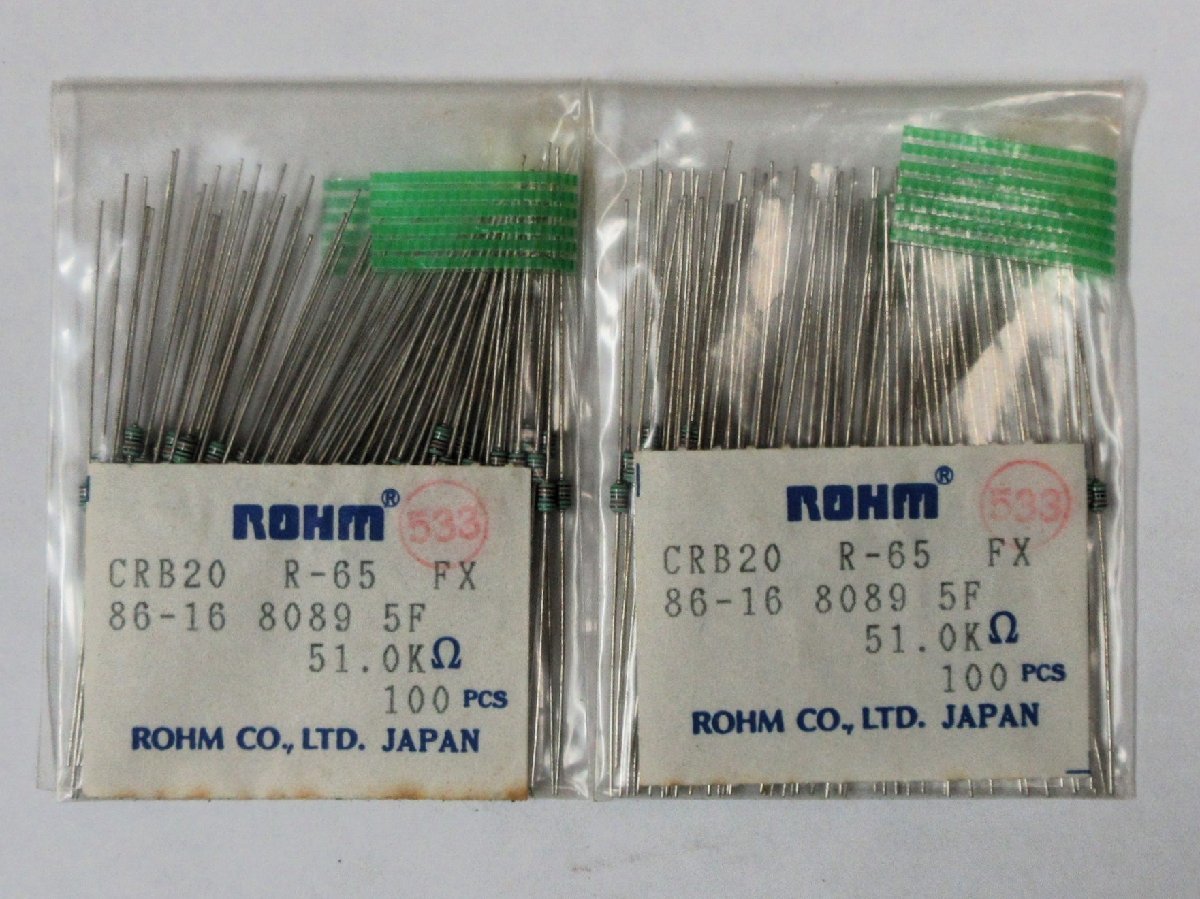 ROHM®
533
CRB20 R-65 FX
86-16 8089 5F
51.0KΩ
100 PCS
ROHM CO., LTD. JAPAN
ROHM®
533
CRB20 R-65 FX
86-16 8089 5F
51.0KΩ
100 PCS
ROHM CO., LTD. JAPAN